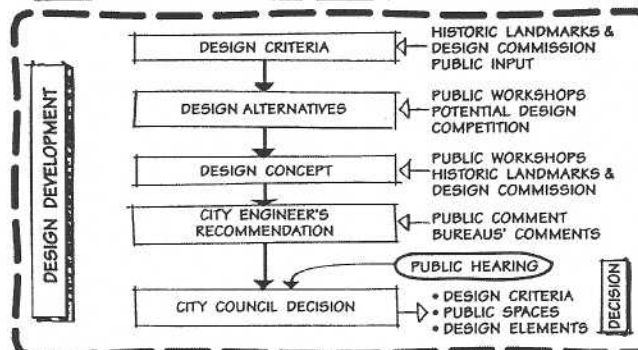 DESIGN DEVELOPMENT
DESIGN CRITERIA
HISTORIC LANDMARKS &
DESIGN COMMISSION
PUBLIC INPUT
DESIGN ALTERNATIVES
PUBLIC WORKSHOPS
POTENTIAL DESIGN
COMPETITION
DESIGN CONCEPT
PUBLIC WORKSHOPS
HISTORIC LANDMARKS &
DESIGN COMMISSION
CITY ENGINEER'S
RECOMMENDATION
PUBLIC COMMENT
BUREAUS' COMMENTS
PUBLIC HEARING
CITY COUNCIL DECISION
• DESIGN CRITERIA
• PUBLIC SPACES
• DESIGN ELEMENTS
DECISION